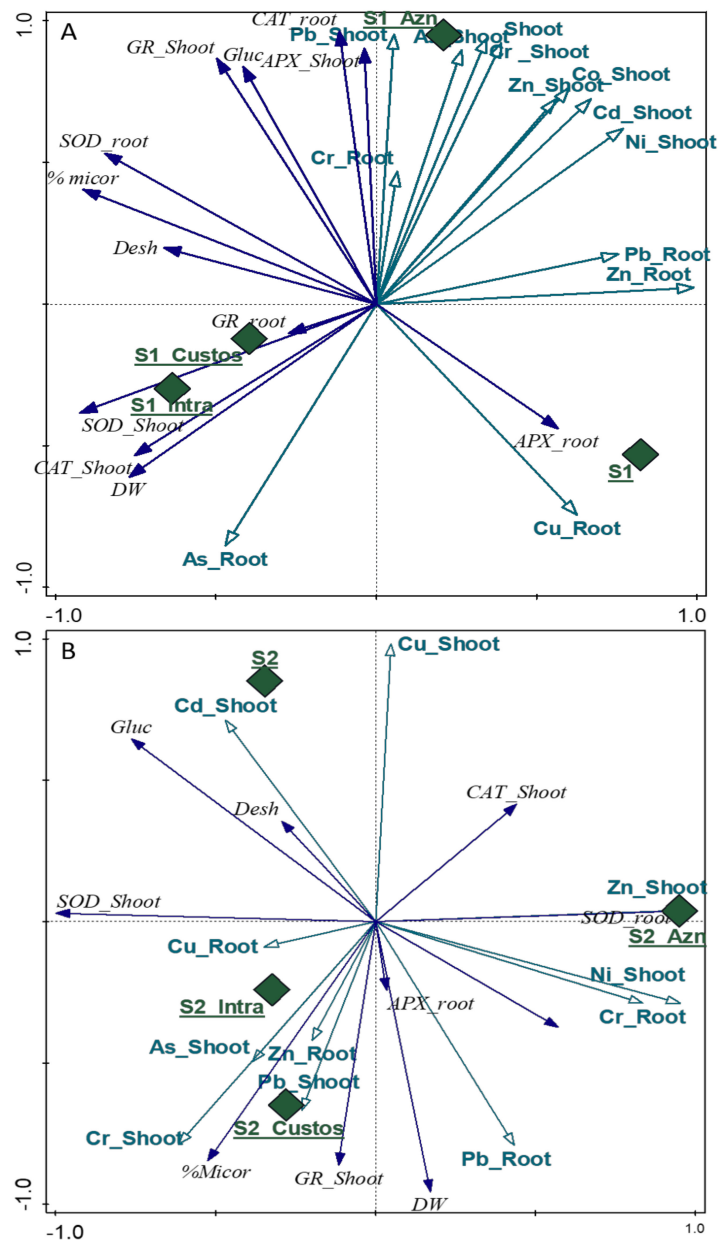 1.0
A
CAT_root
S1_Azn
Pb_Shoot
Shoot
GR_Shoot
Gluc
APX_Shoot
Cr_Shoot
Co_Shoot
Zn_Shoot
Cd_Shoot
SOD_root
Cr_Root
Ni_Shoot
% micor
Desh
Pb_Root
Zn_Root
GR_root
S1_Custos
S1_Intra
SOD_Shoot
APX_root
CAT_Shoot
S1
DW
Cu_Root
As_Root
-1.0
-1.0
1.0
B
1.0
Cu_Shoot
S2
Cd_Shoot
Gluc
CAT_Shoot
Desh
SOD_Shoot
Zn_Shoot
SOD_root
S2_Azn
Cu_Root
Ni_Shoot
S2_Intra
APX_root
Cr_Root
As_Shoot
Zn_Root
Pb_Shoot
S2_Custos
Cr_Shoot
%Micor
GR_Shoot
Pb_Root
DW
-1.0
-1.0
1.0